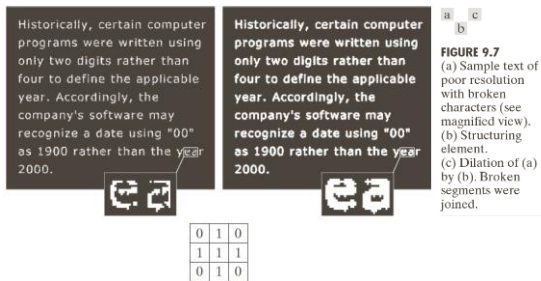 Historically, certain computer
programs were written using
only two digits rather than
four to define the applicable
year. Accordingly, the
company's software may
recognize a date using "00"
as 1900 rather than the year
2000.
ea
Historically, certain computer
programs were written using
only two digits rather than
four to define the applicable
year. Accordingly, the
company's software may
recognize a date using "00"
as 1900 rather than the year
2000.
ea
0 1 0
1 1 1
0 1 0
a c
b
FIGURE 9.7
(a) Sample text of
poor resolution
with broken
characters (see
magnified view).
(b) Structuring
element.
(c) Dilation of (a)
by (b). Broken
segments were
joined.